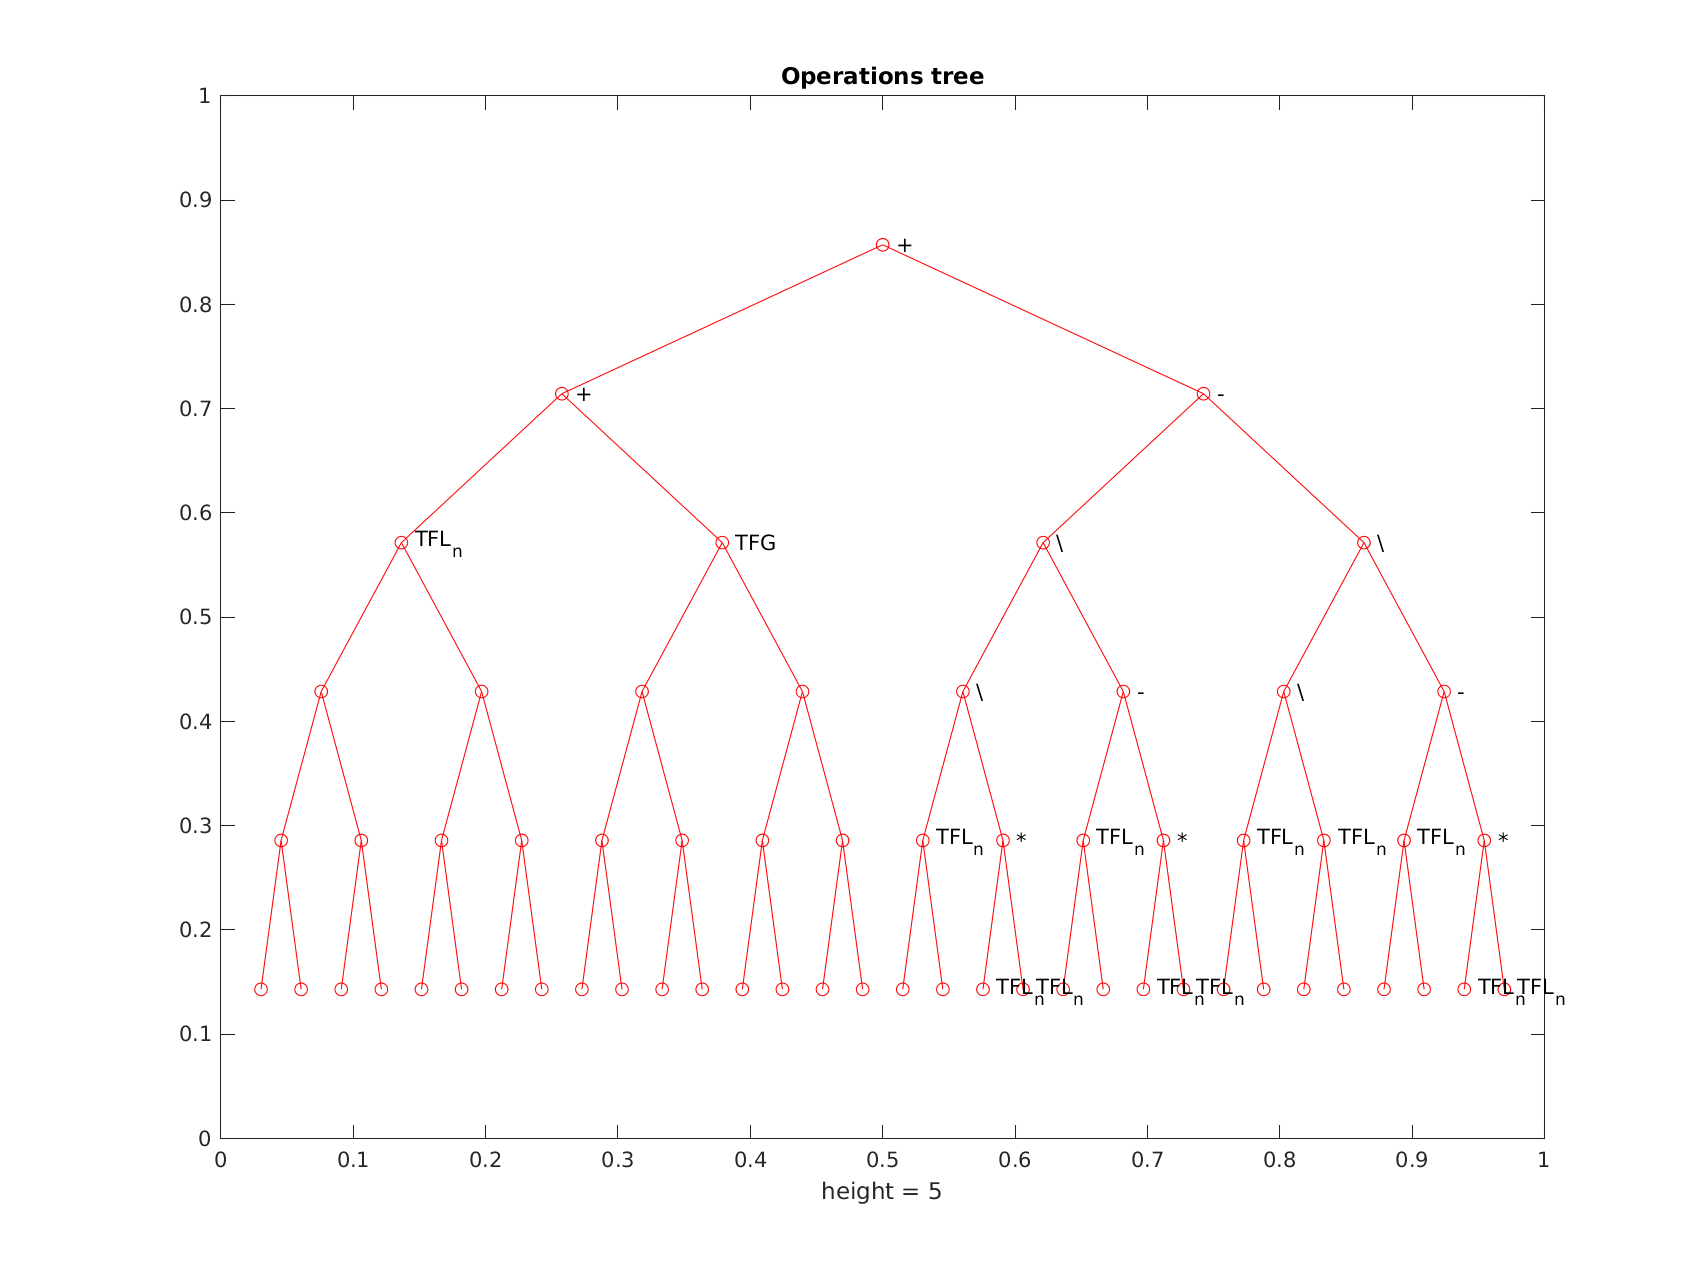 Operations tree
1
0.9
+
0.8
+ -
0.7
0.6
TFLn TFG \ \
0.5
\ - \ -
0.4
0.3
TFLn * TFLn * TFLn TFLn TFLn *
0.2
TFLn TFLn TFLn TFLn TFLn TFLn
0.1
0
0 0.1 0.2 0.3 0.4 0.5 0.6 0.7 0.8 0.9 1
height = 5